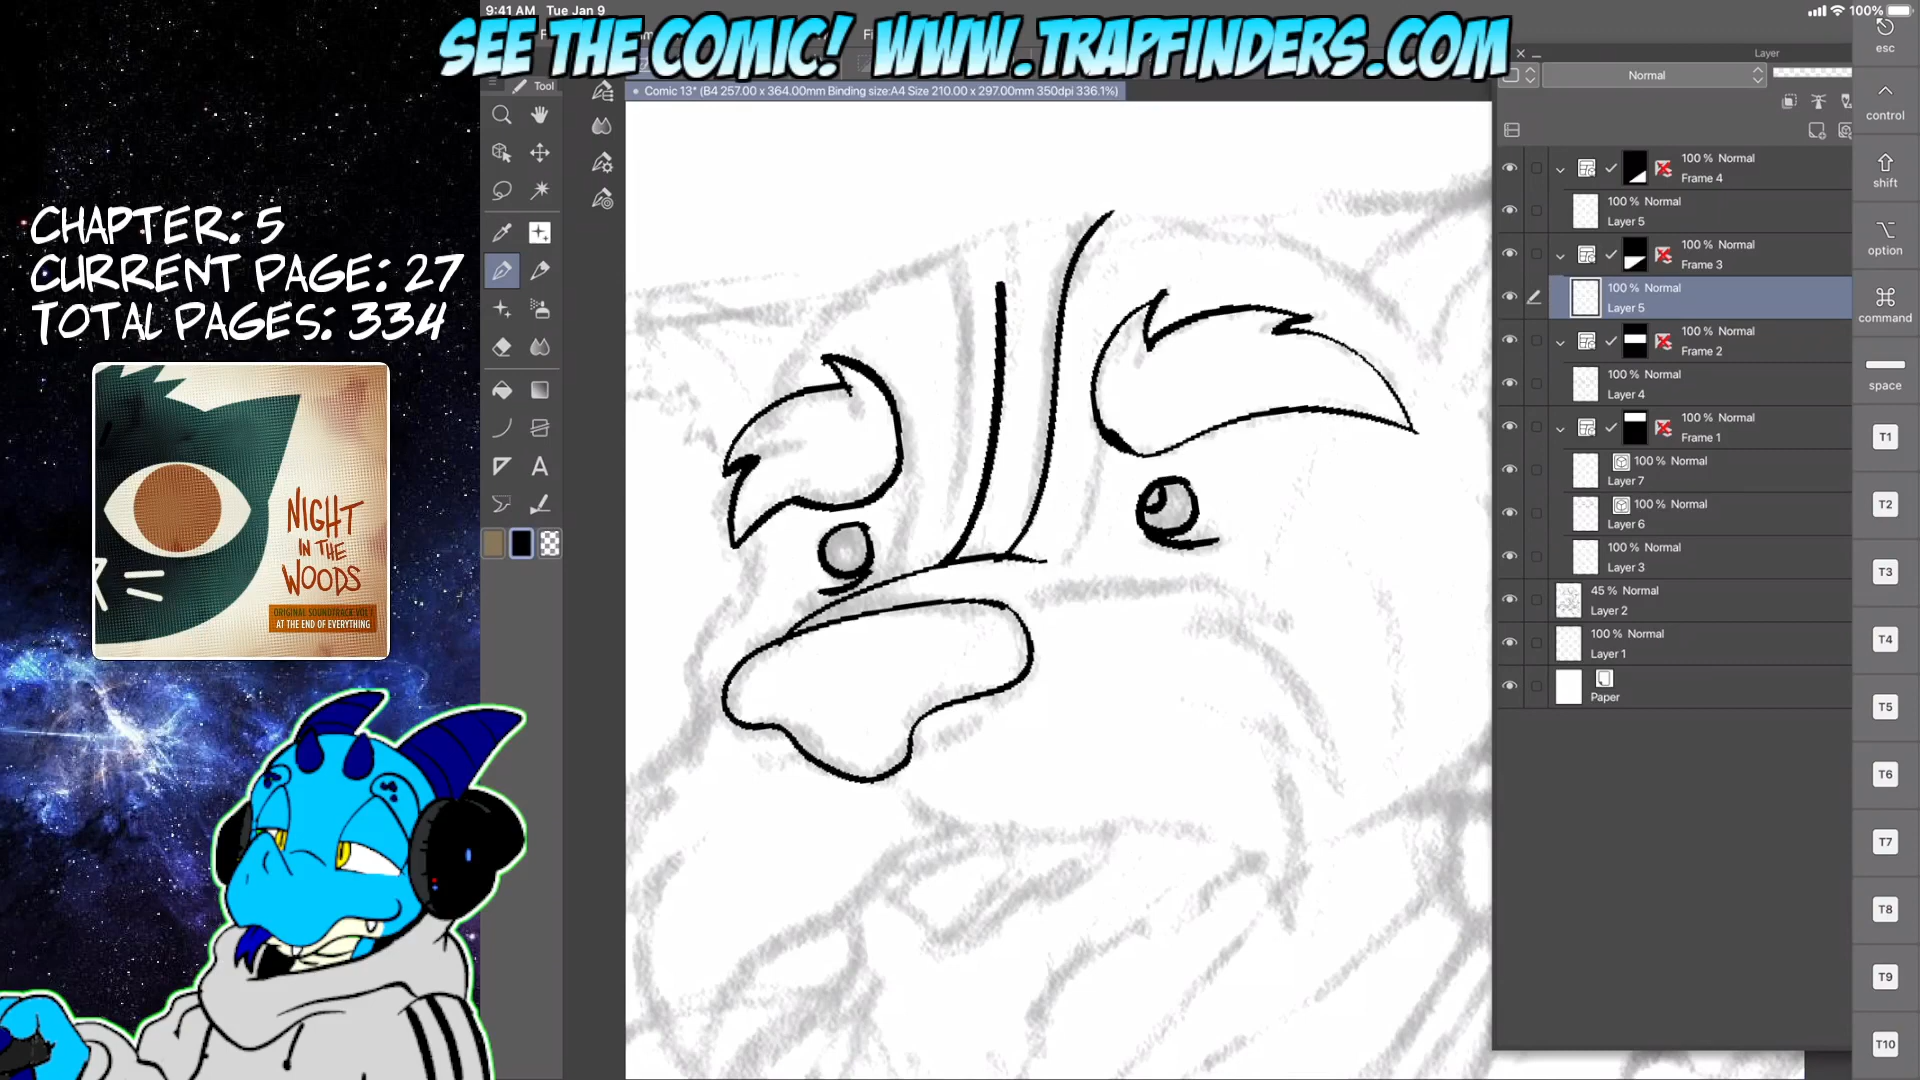 9:41 AM Tue Jan 9
100%
SEE THE COMIC! WWW.TRAPFINDERS.COM
Tool
Layer
Normal
Comic 13* (B4 257.00 x 364.00mm Binding size:A4 Size 210.00 x 297.00mm 350dpi 336.1%)
CHAPTER: 5
CURRENT PAGE: 27
TOTAL PAGES: 334
NIGHT
IN THE
WOODS
ORIGINAL SOUNDTRACK VOL. 1
AT THE END OF EVERYTHING
A
100 % Normal
Frame 4
100 % Normal
Layer 5
100 % Normal
Frame 3
100 % Normal
Layer 5
100 % Normal
Frame 2
100 % Normal
Layer 4
100 % Normal
Frame 1
100 % Normal
Layer 7
100 % Normal
Layer 6
100 % Normal
Layer 3
45 % Normal
Layer 2
100 % Normal
Layer 1
Paper
esc
control
shift
option
command
space
T1
T2
T3
T4
T5
T6
T7
T8
T9
T10